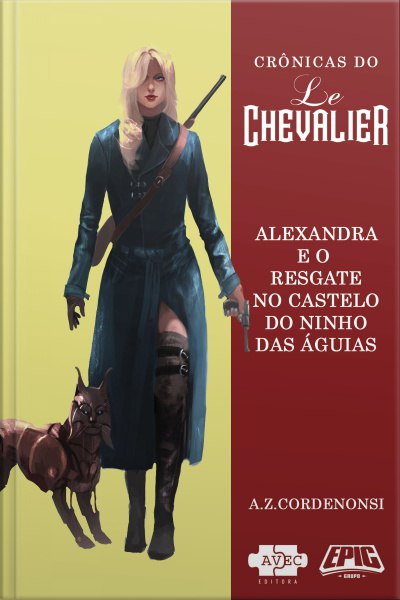 CRÔNICAS DO
Le
CHEVALIER
ALEXANDRA
E O
RESGATE
NO CASTELO
DO NINHO
DAS ÁGUIAS
A.Z.CORDENONSI
AVEC
EDITORA
EPIC
GRUPO